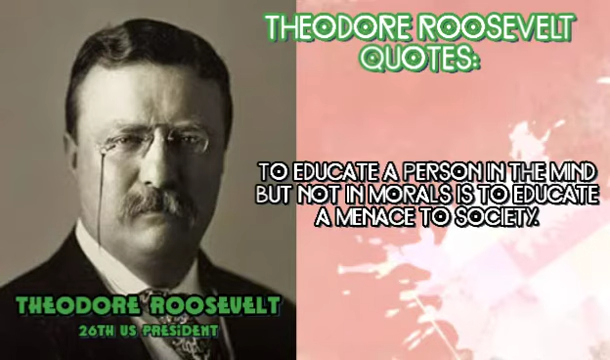 THEODORE ROOSEVELT
QUOTES:
TO EDUCATE A PERSON IN THE MIND
BUT NOT IN MORALS IS TO EDUCATE
A MENACE TO SOCIETY.
THEODORE ROOSEVELT
26TH US PRESIDENT